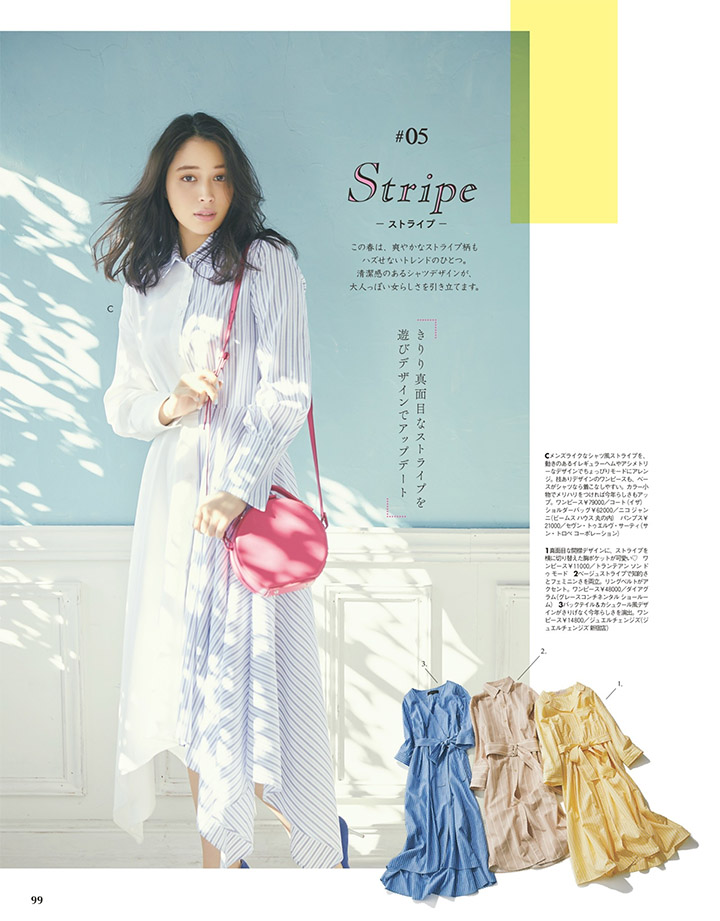 #05
Stripe
― ストライプ ―
この春は、爽やかなストライプ柄も
ハズせないトレンドのひとつ。
清潔感のあるシャツデザインが、
大人っぽい女らしさを引き立てます。
きりり真面目なストライプを
遊びデザインでアップデート
C
Cメンズライクなシャツ風ストライプを、
動きのあるイレギュラーヘムやアシメトリ
ーなデザインでちょっぴりモードにアレン
ジ。技ありデザインのワンピースも、ベー
スがシャツなら着こなしやすい。カラー小
物でメリハリをつければ今年らしさもアッ
プ。ワンピース¥79000／コート（イザ）
ショルダーバッグ¥62000／ニコ ジャン
ニ（ビームス ハウス 丸の内） パンプス¥
21000／セヴン・トゥエルヴ・サーティ（サ
ン・トロペ コーポレーション）
1真面目な開襟デザインに、ストライプを
横に切り替えた胸ポケットが可愛い♡ ワ
ンピース¥11000／トランテアン ソン ド
ゥ モード 2ベージュストライプで知的さ
とフェミニンさを両立。リングベルトがア
クセント。ワンピース¥48000／ダイアグ
ラム（グレースコンチネンタル ショールー
ム） 3バックテイル＆カシュクール風デザ
インがさりげなく今年らしさを演出。ワン
ピース¥14800／ジュエルチェンジズ（ジ
ュエルチェンジズ 新宿店）
3.
2.
1.
99